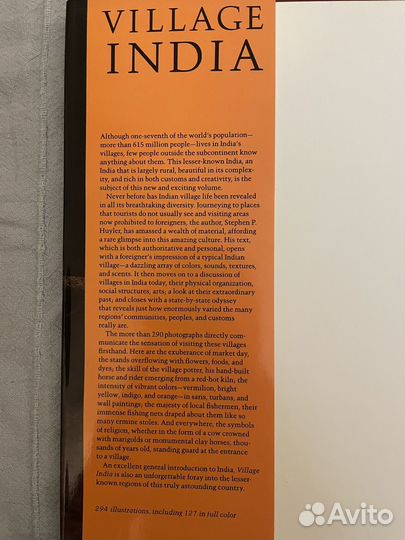 VILLAGE
INDIA
Although one-seventh of the world's population—
more than 615 million people—lives in India's
villages, few people outside the subcontinent know
anything about them. This lesser-known India, an
India that is largely rural, beautiful in its complex-
ity, and rich in both customs and creativity, is the
subject of this new and exciting volume.
Never before has Indian village life been revealed
in all its breathtaking diversity. Journeying to places
that tourists do not usually see and visiting areas
now prohibited to foreigners, the author, Stephen P.
Huyler, has amassed a wealth of material, affording
a rare glimpse into this amazing culture. His text,
which is both authoritative and personal, opens
with a foreigner's impression of a typical Indian
village—a dazzling array of colors, sounds, textures,
and scents. It then moves on to a discussion of
villages in India today, their physical organization,
social structures, arts; a look at their extraordinary
past; and closes with a state-by-state odyssey
that reveals just how enormously varied the many
regions' communities, peoples, and customs
really are.
The more than 290 photographs directly com-
municate the sensation of visiting these villages
firsthand. Here are the exuberance of market day,
the stands overflowing with flowers, foods, and
dyes; the skill of the village potter, his hand-built
horse and rider emerging from a red-hot kiln; the
intensity of vibrant colors—vermilion, bright
yellow, indigo, and orange—in saris, turbans, and
wall paintings; the majesty of local fishermen, their
immense fishing nets draped about them like so
many ermine stoles. And everywhere, the symbols
of religion, whether in the form of a cow crowned
with marigolds or monumental clay horses, thou-
sands of years old, standing guard at the entrance
to a village.
An excellent general introduction to India, Village
India is also an unforgettable foray into the lesser-
known regions of this truly astounding country.
294 illustrations, including 127 in full color
Avito